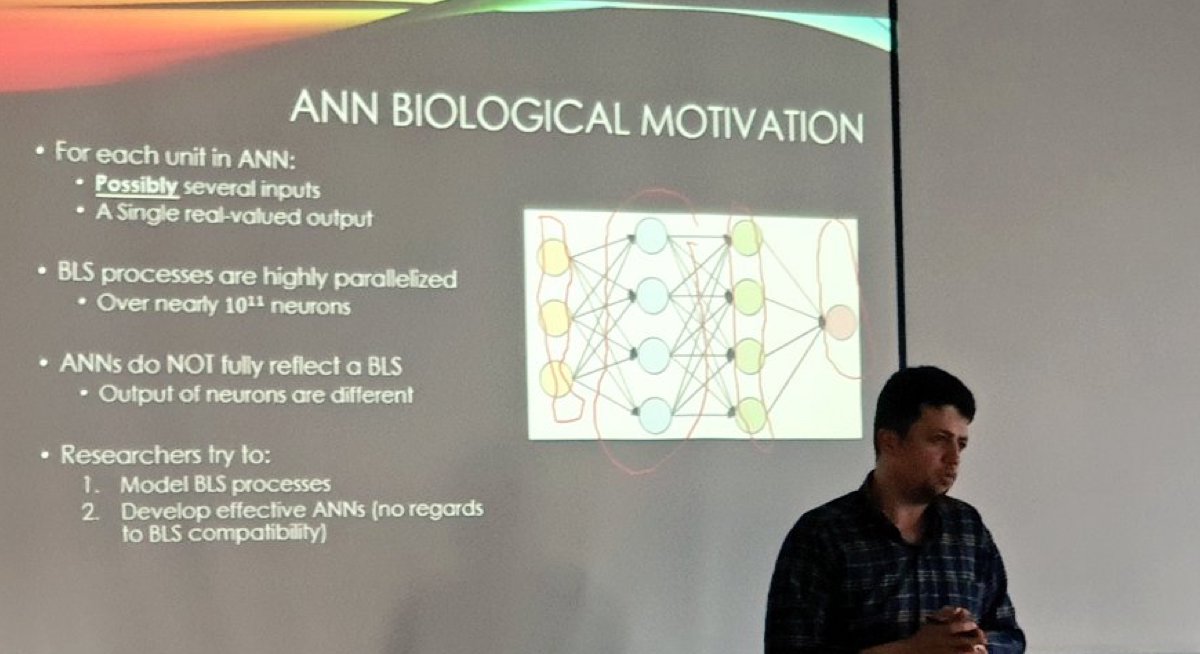 ANN BIOLOGICAL MOTIVATION
• For each unit in ANN:
• Possibly several inputs
• A Single real-valued output
• BLS processes are highly parallelized
• Over nearly 10¹¹ neurons
• ANNs do NOT fully reflect a BLS
• Output of neurons are different
• Researchers try to:
1. Model BLS processes
2. Develop effective ANNs (no regards
to BLS compatibility)